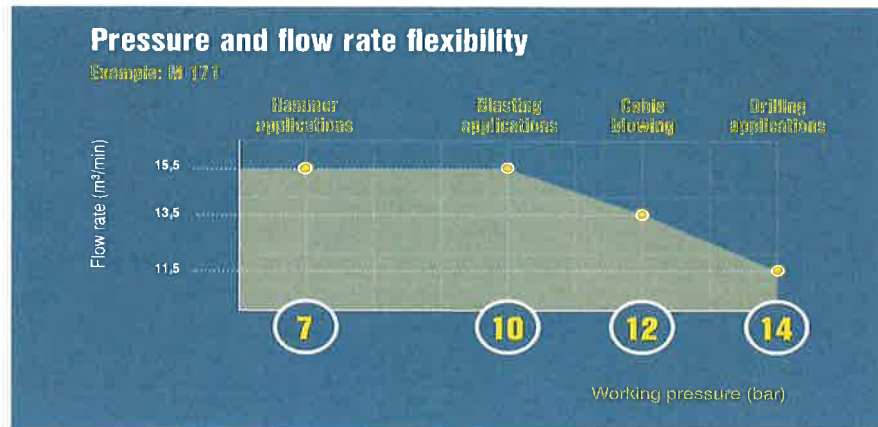 Pressure and flow rate flexibility
Example: M 171
Hammer applications
Blasting applications
Cable blowing
Drilling applications
Flow rate (m³/min)
15,5
13,5
11,5
7
10
12
14
Working pressure (bar)